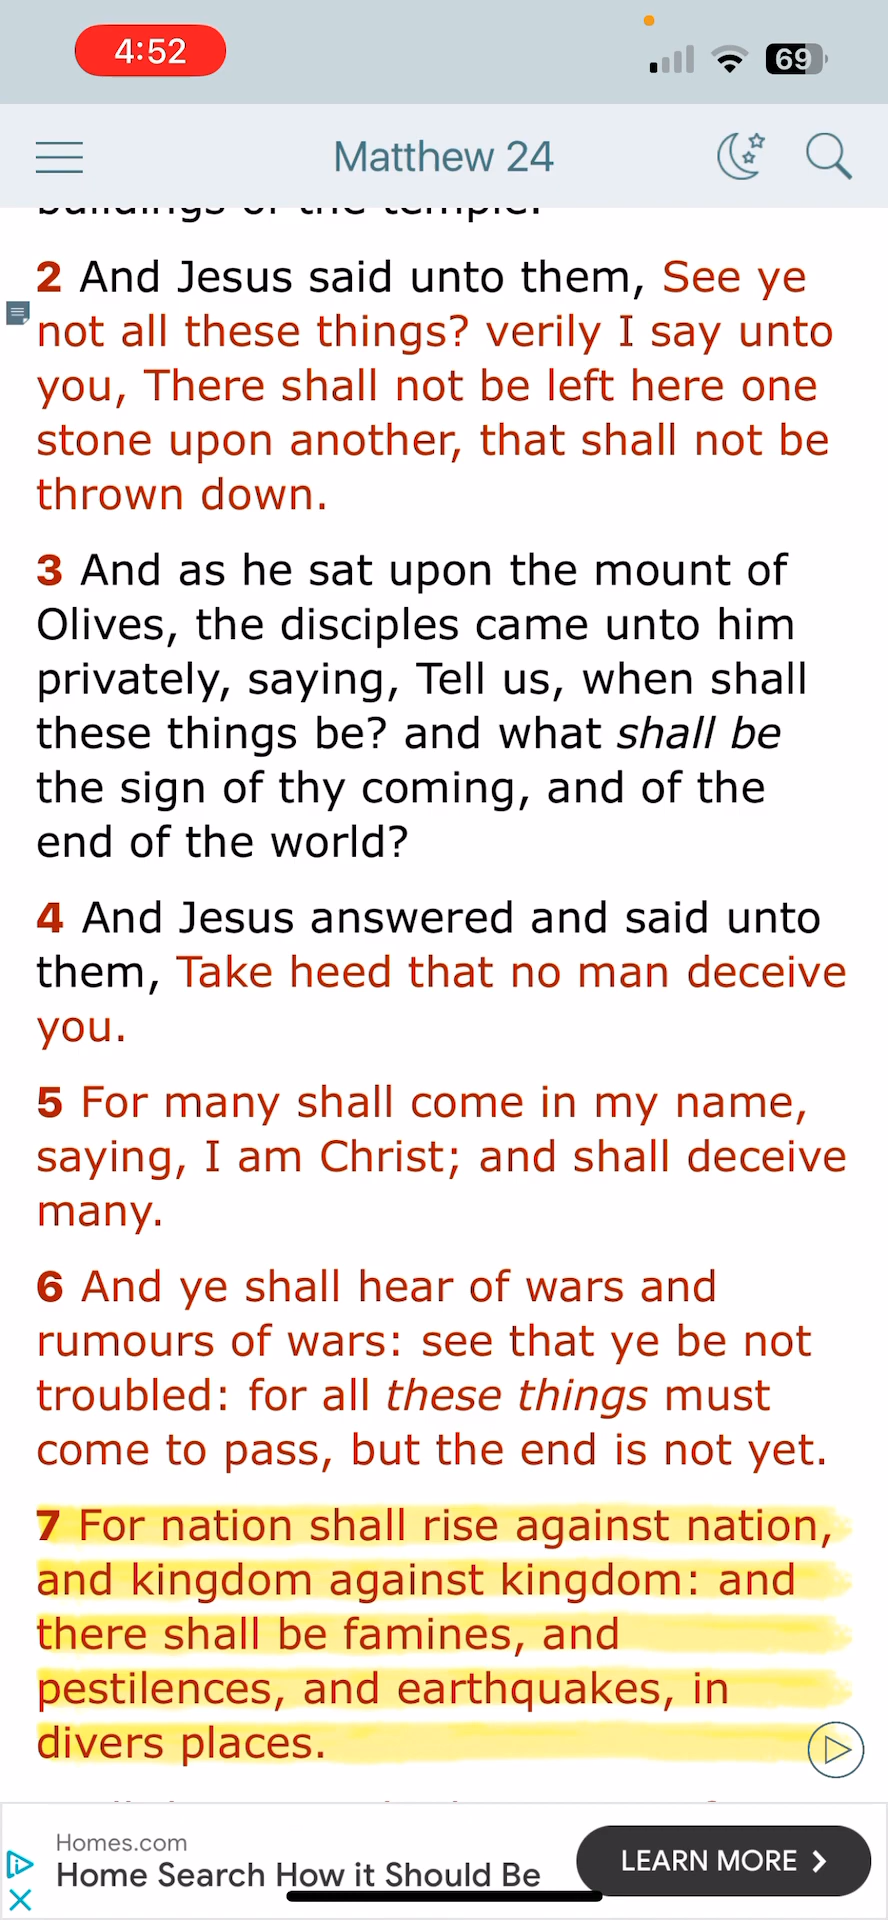 4:52
69
Matthew 24
buildings of the temple.
2 And Jesus said unto them, See ye
not all these things? verily I say unto
you, There shall not be left here one
stone upon another, that shall not be
thrown down.
3 And as he sat upon the mount of
Olives, the disciples came unto him
privately, saying, Tell us, when shall
these things be? and what shall be
the sign of thy coming, and of the
end of the world?
4 And Jesus answered and said unto
them, Take heed that no man deceive
you.
5 For many shall come in my name,
saying, I am Christ; and shall deceive
many.
6 And ye shall hear of wars and
rumours of wars: see that ye be not
troubled: for all these things must
come to pass, but the end is not yet.
7 For nation shall rise against nation,
and kingdom against kingdom: and
there shall be famines, and
pestilences, and earthquakes, in
divers places.
Homes.com
Home Search How it Should Be
LEARN MORE